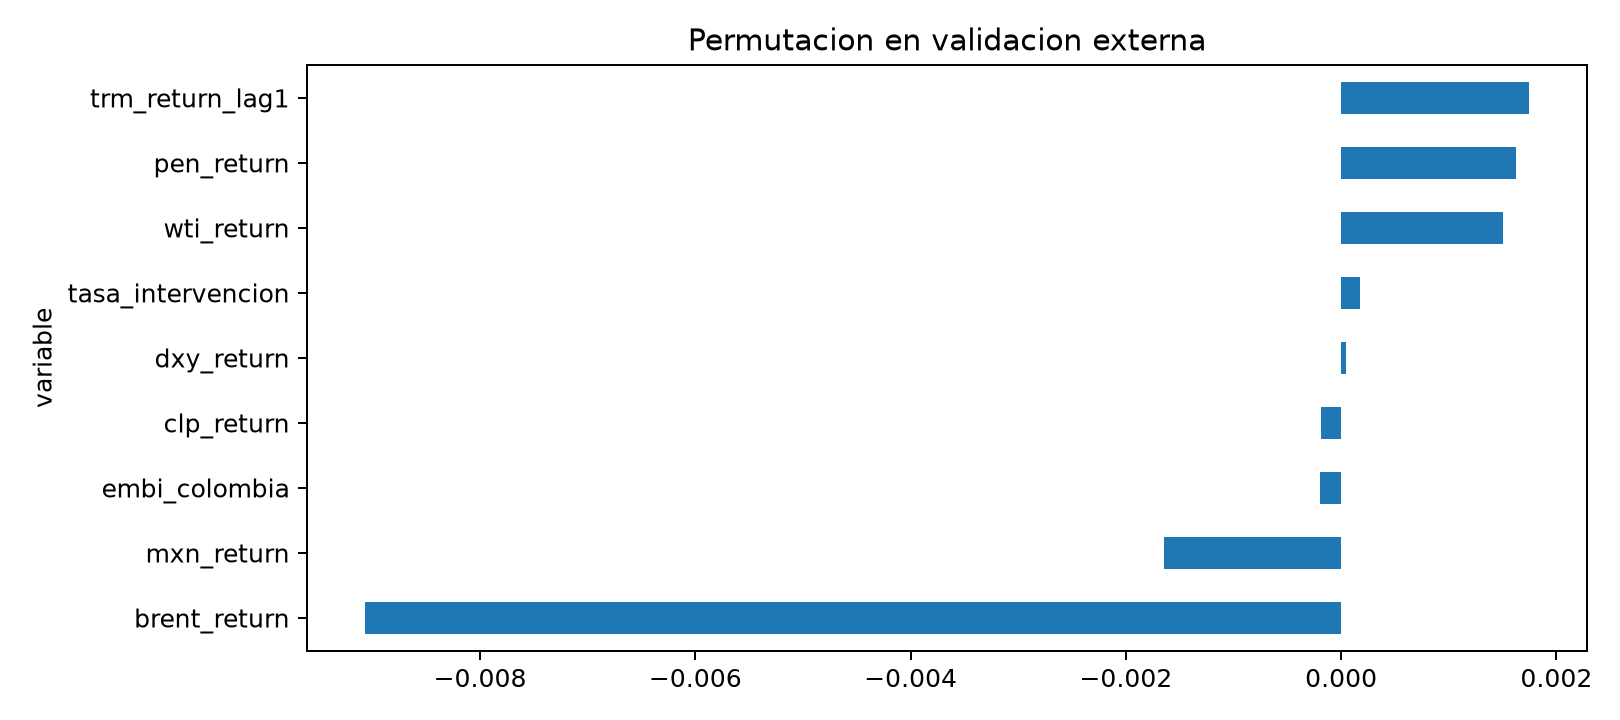 Permutacion en validacion externa
trm_return_lag1
pen_return
wti_return
tasa_intervencion
dxy_return
clp_return
embi_colombia
mxn_return
brent_return
variable
−0.008 −0.006 −0.004 −0.002 0.000 0.002